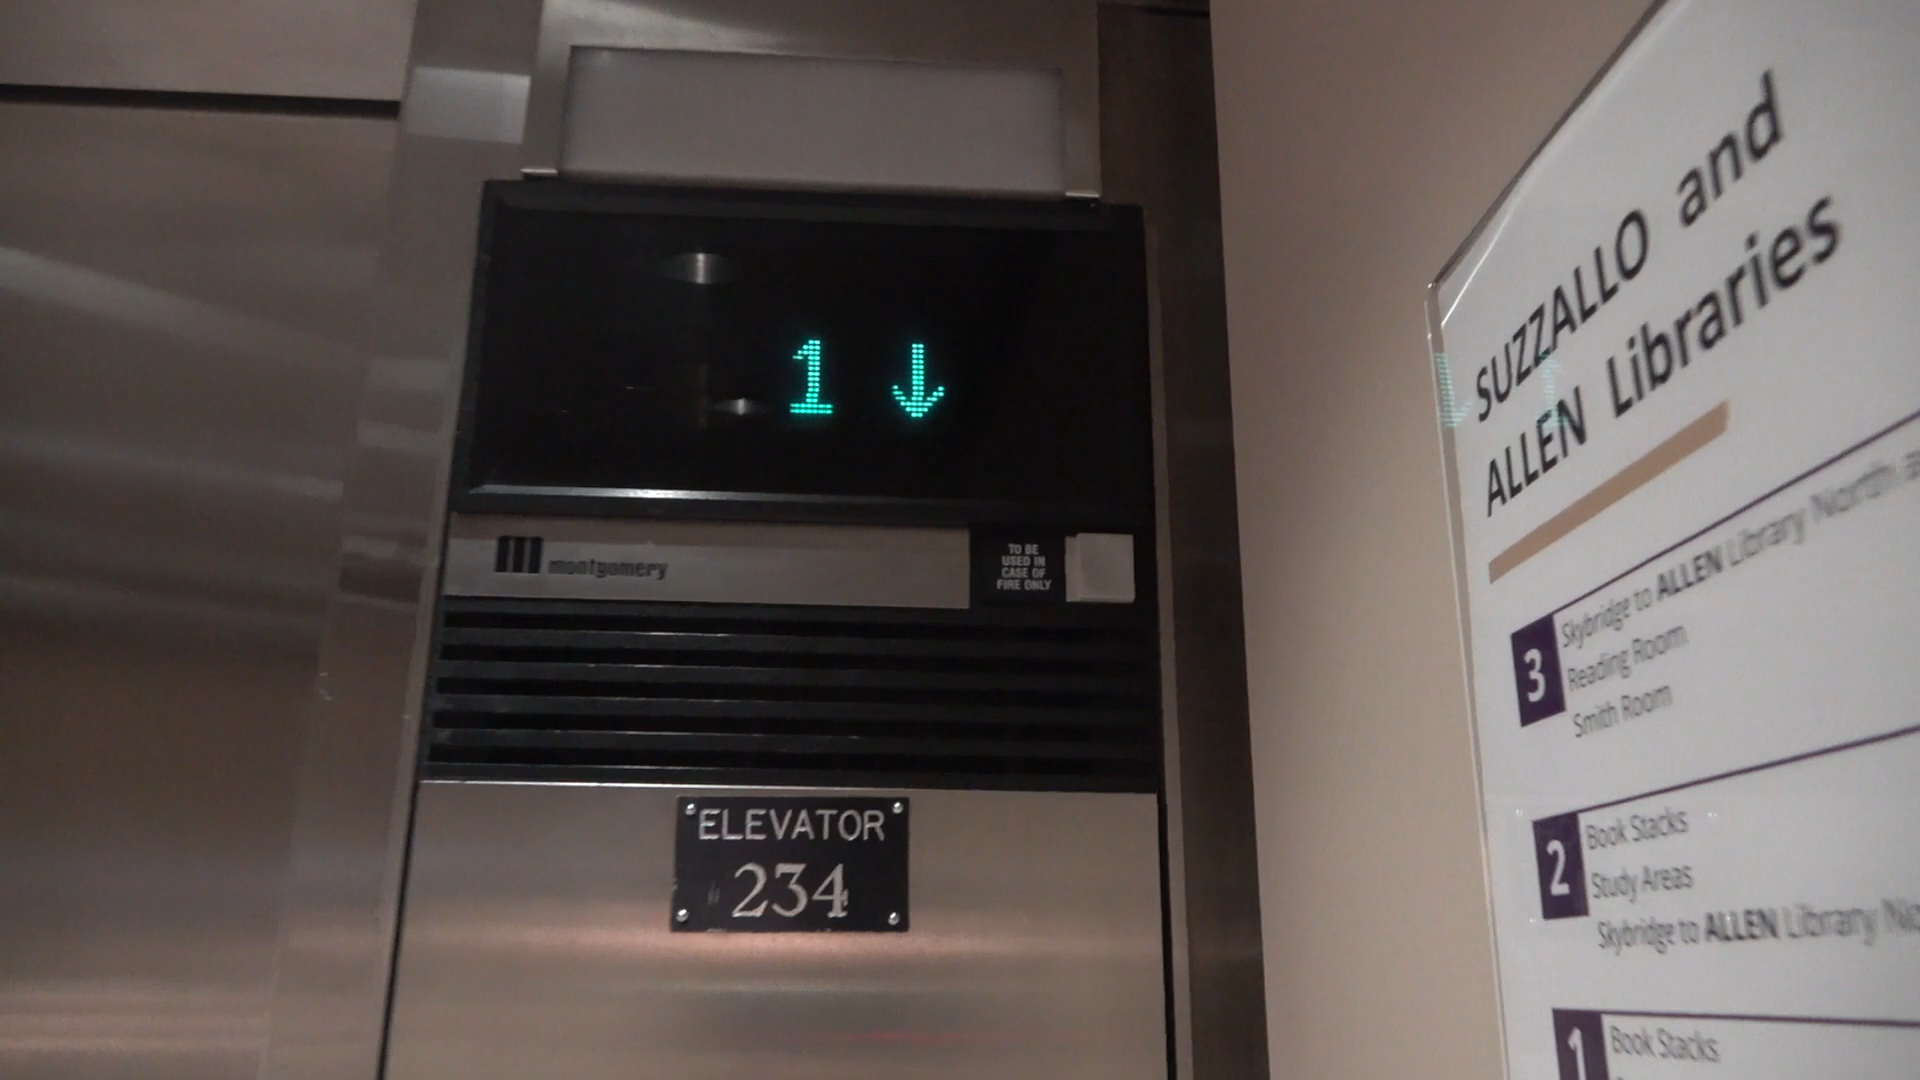 1 ↓
montgomery
TO BE
USED IN
CASE OF
FIRE ONLY
ELEVATOR
234
SUZZALLO and
ALLEN Libraries
3
Skybridge to ALLEN Library North
Reading Room
Smith Room
2
Book Stacks
Study Areas
Skybridge to ALLEN Library
1
Book Stacks